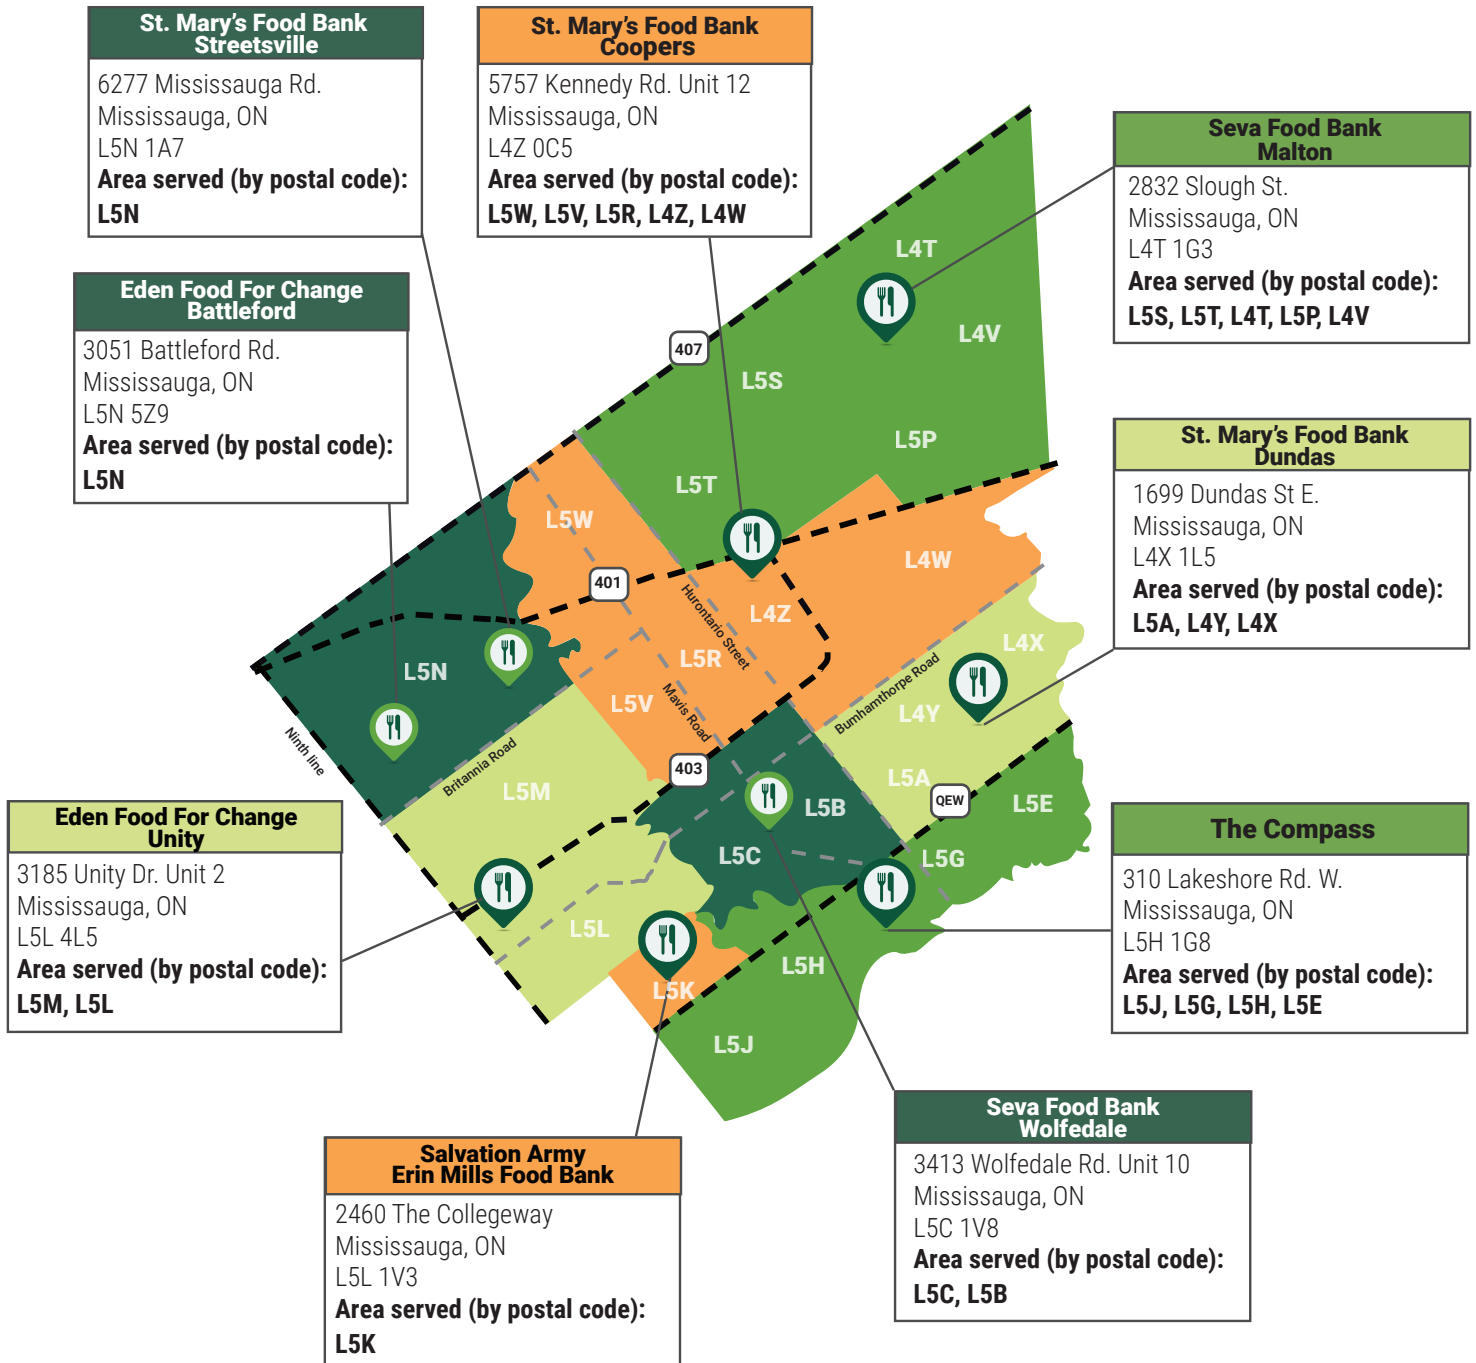 St. Mary's Food Bank
Streetsville
6277 Mississauga Rd.
Mississauga, ON
L5N 1A7
Area served (by postal code):
L5N
St. Mary's Food Bank
Coopers
5757 Kennedy Rd. Unit 12
Mississauga, ON
L4Z 0C5
Area served (by postal code):
L5W, L5V, L5R, L4Z, L4W
Seva Food Bank
Malton
2832 Slough St.
Mississauga, ON
L4T 1G3
Area served (by postal code):
L5S, L5T, L4T, L5P, L4V
Eden Food For Change
Battleford
3051 Battleford Rd.
Mississauga, ON
L5N 5Z9
Area served (by postal code):
L5N
St. Mary's Food Bank
Dundas
1699 Dundas St E.
Mississauga, ON
L4X 1L5
Area served (by postal code):
L5A, L4Y, L4X
L4T
L4V
407
L5S
L5P
L5T
L5W
L4W
401
L4Z
Hurontario Street
L4X
L5R
L5N
L5V
Mavis Road
Bumhamthorpe Road
L4Y
Ninth line
Britannia Road
403
L5M
L5A
QEW
L5B
L5E
L5C
L5G
L5L
L5H
L5K
L5J
Eden Food For Change
Unity
3185 Unity Dr. Unit 2
Mississauga, ON
L5L 4L5
Area served (by postal code):
L5M, L5L
The Compass
310 Lakeshore Rd. W.
Mississauga, ON
L5H 1G8
Area served (by postal code):
L5J, L5G, L5H, L5E
Salvation Army
Erin Mills Food Bank
2460 The Collegeway
Mississauga, ON
L5L 1V3
Area served (by postal code):
L5K
Seva Food Bank
Wolfedale
3413 Wolfedale Rd. Unit 10
Mississauga, ON
L5C 1V8
Area served (by postal code):
L5C, L5B